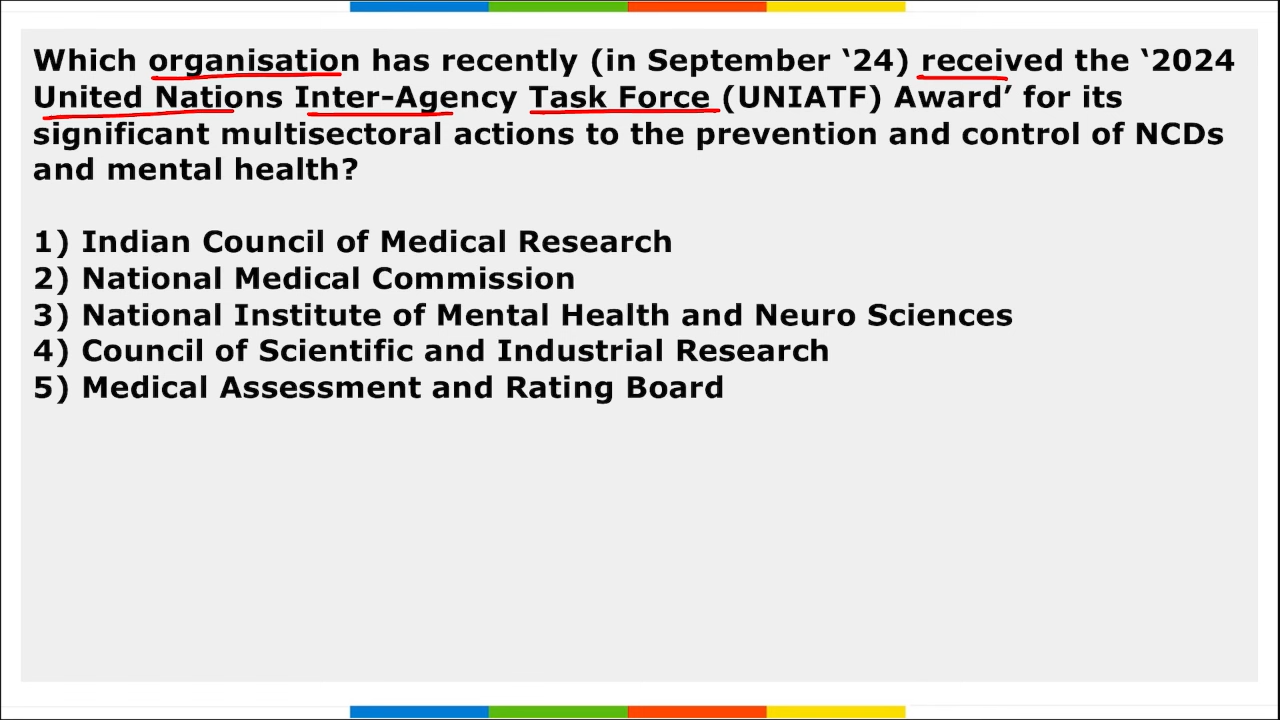 Which organisation has recently (in September ‘24) received the ‘2024
United Nations Inter-Agency Task Force (UNIATF) Award’ for its
significant multisectoral actions to the prevention and control of NCDs
and mental health?
1) Indian Council of Medical Research
2) National Medical Commission
3) National Institute of Mental Health and Neuro Sciences
4) Council of Scientific and Industrial Research
5) Medical Assessment and Rating Board